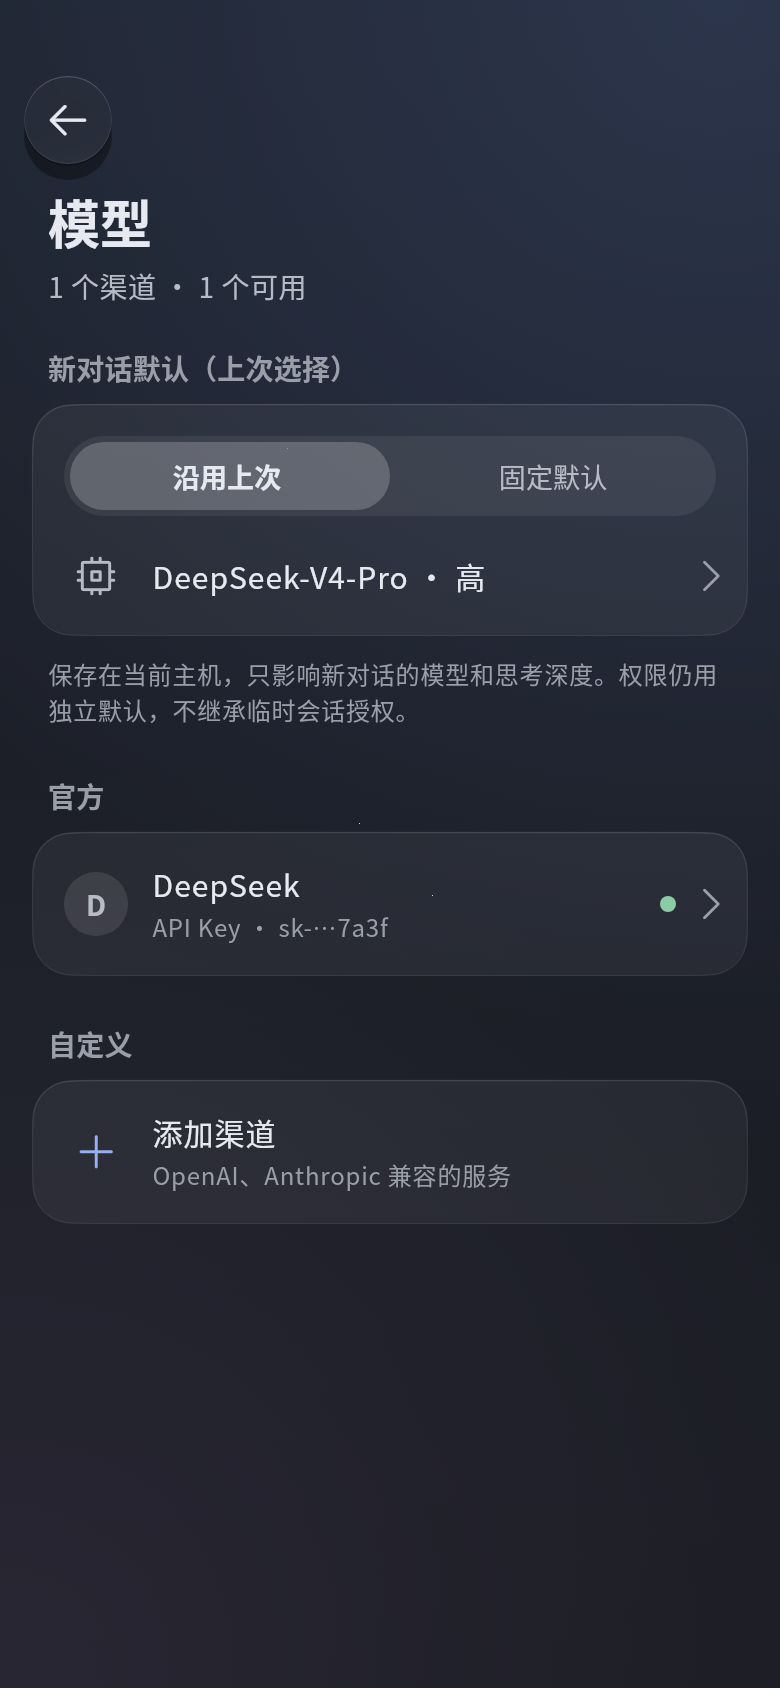 模型
1 个渠道 · 1 个可用
新对话默认（上次选择）
沿用上次
固定默认
DeepSeek-V4-Pro · 高
保存在当前主机，只影响新对话的模型和思考深度。权限仍用
独立默认，不继承临时会话授权。
官方
D
DeepSeek
API Key · sk-···7a3f
自定义
添加渠道
OpenAI、Anthropic 兼容的服务